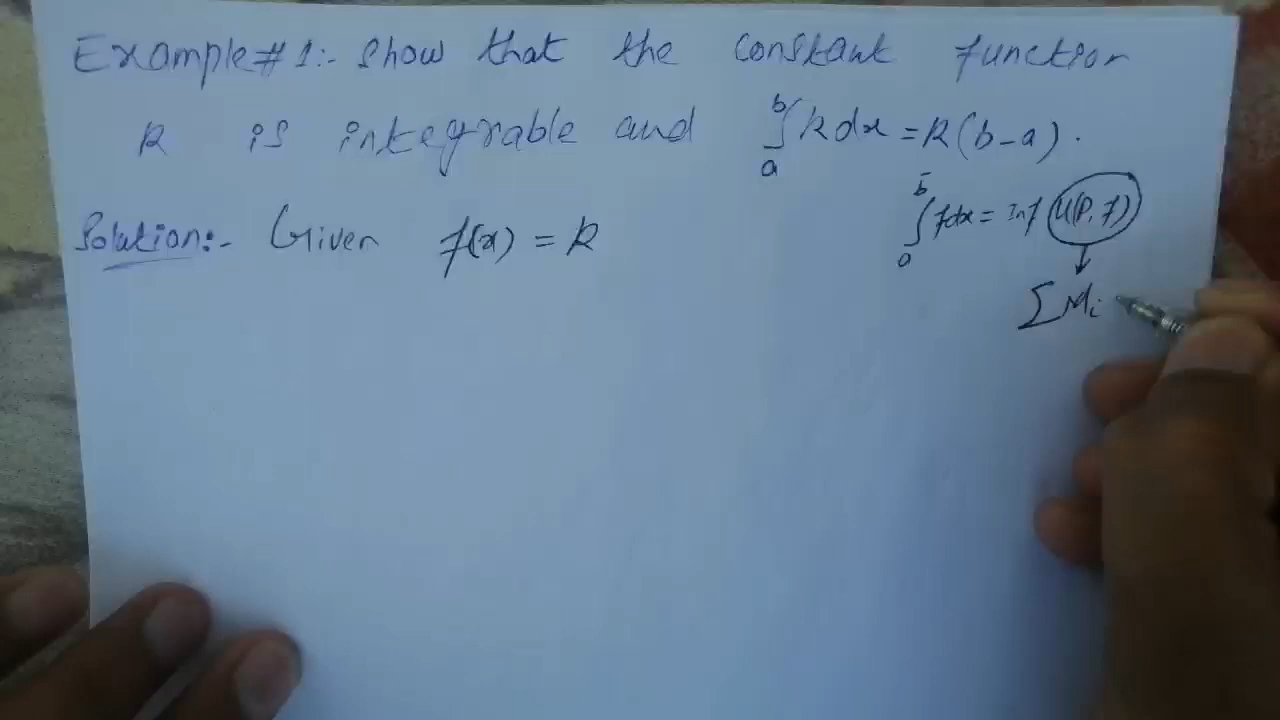 Example#1:- Show that the constant function
k is integrable and ∫ₐᵇ k dx = k(b-a).
Solution:- Given f(x) = k
∫ₐᵇ̄ f dx = Inf U(P, f)
∑Mi